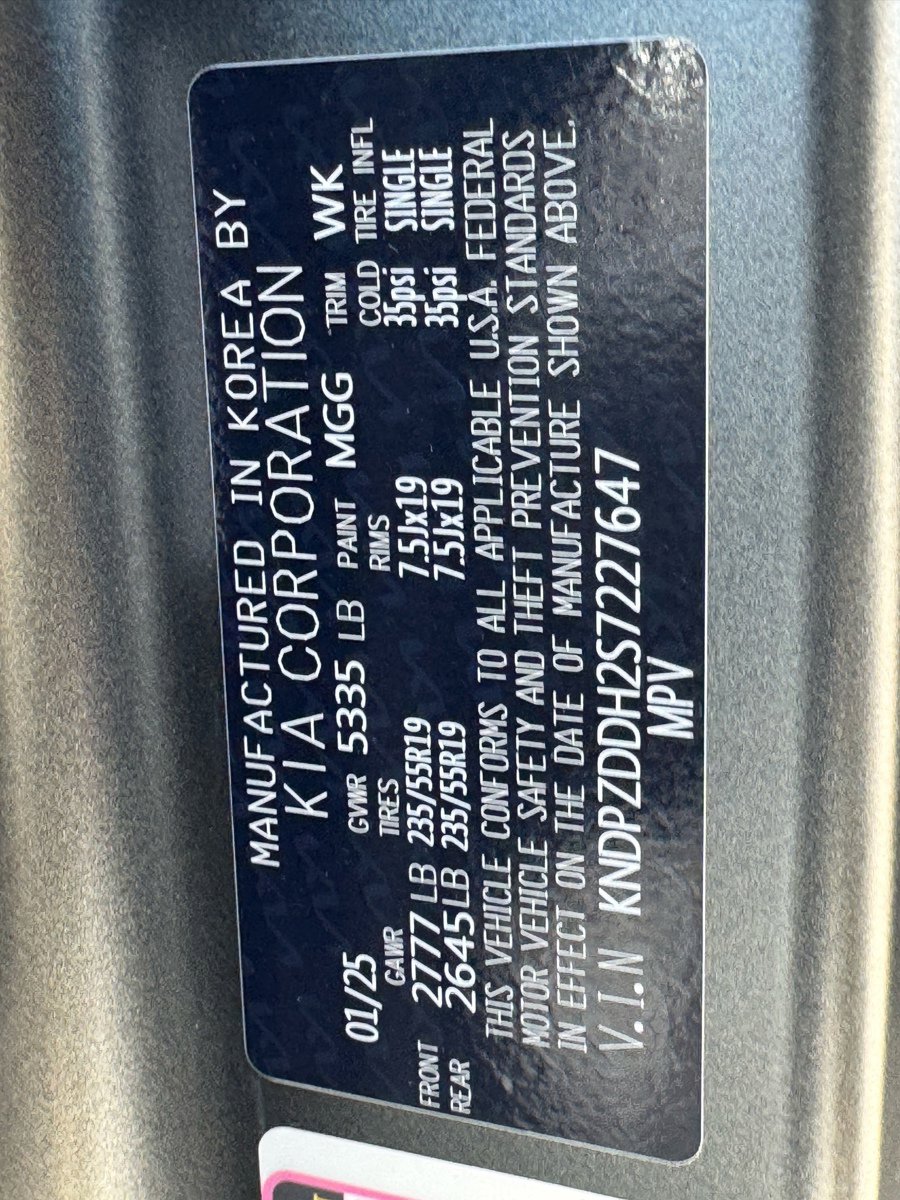 MANUFACTURED IN KOREA BY
KIA CORPORATION
01/25 GVWR 5335 LB PAINT MGG TRIM WK
GAWR TIRES RIMS COLD TIRE INFL
FRONT 2777 LB 235/55R19 7.5Jx19 35psi SINGLE
REAR 2645 LB 235/55R19 7.5Jx19 35psi SINGLE
THIS VEHICLE CONFORMS TO ALL APPLICABLE U.S.A. FEDERAL
MOTOR VEHICLE SAFETY AND THEFT PREVENTION STANDARDS
IN EFFECT ON THE DATE OF MANUFACTURE SHOWN ABOVE.
V.I.N KNDPZDDH2S7227647
MPV